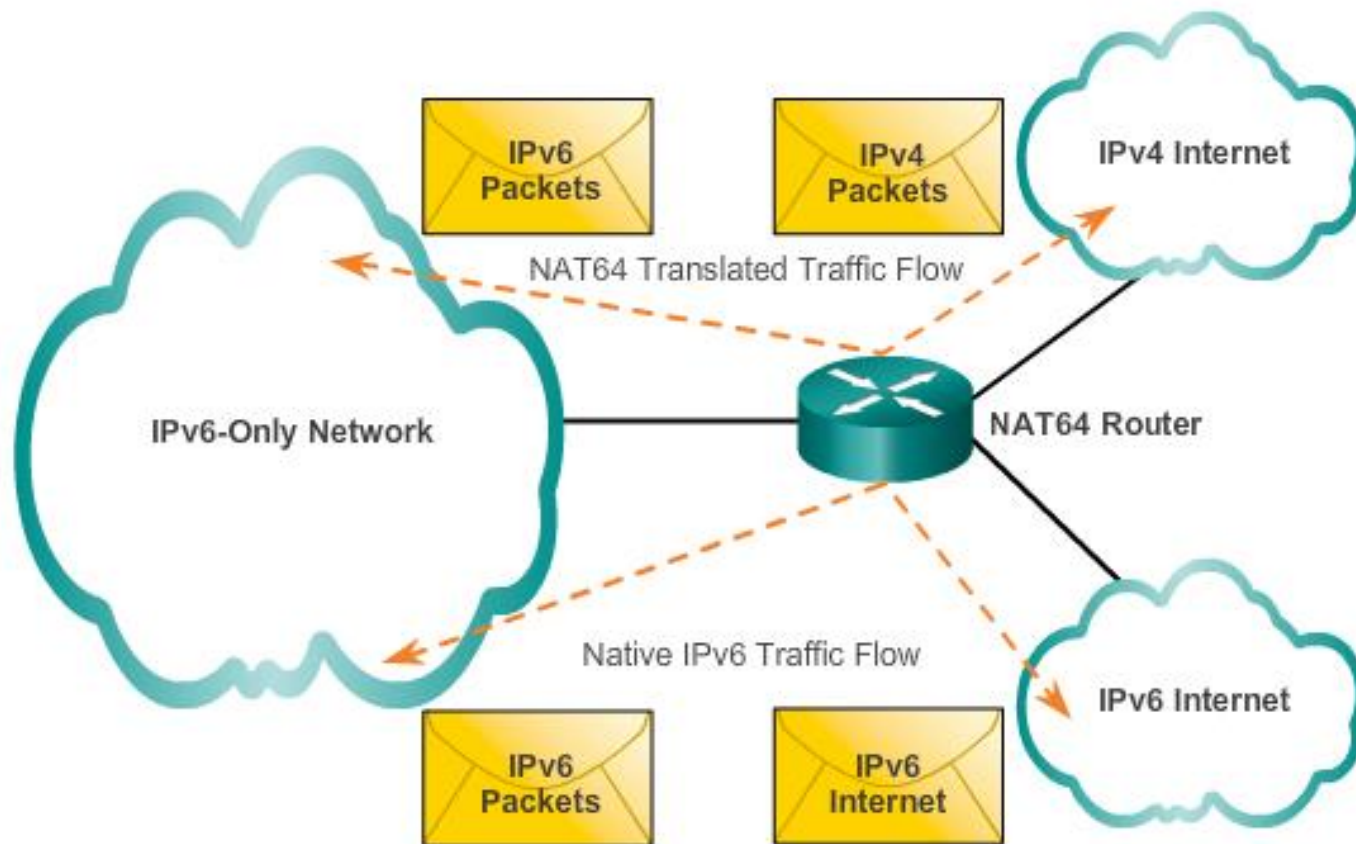 IPv6
Packets
IPv4
Packets
IPv4 Internet
NAT64 Translated Traffic Flow
IPv6-Only Network
NAT64 Router
Native IPv6 Traffic Flow
IPv6 Internet
IPv6
Packets
IPv6
Internet